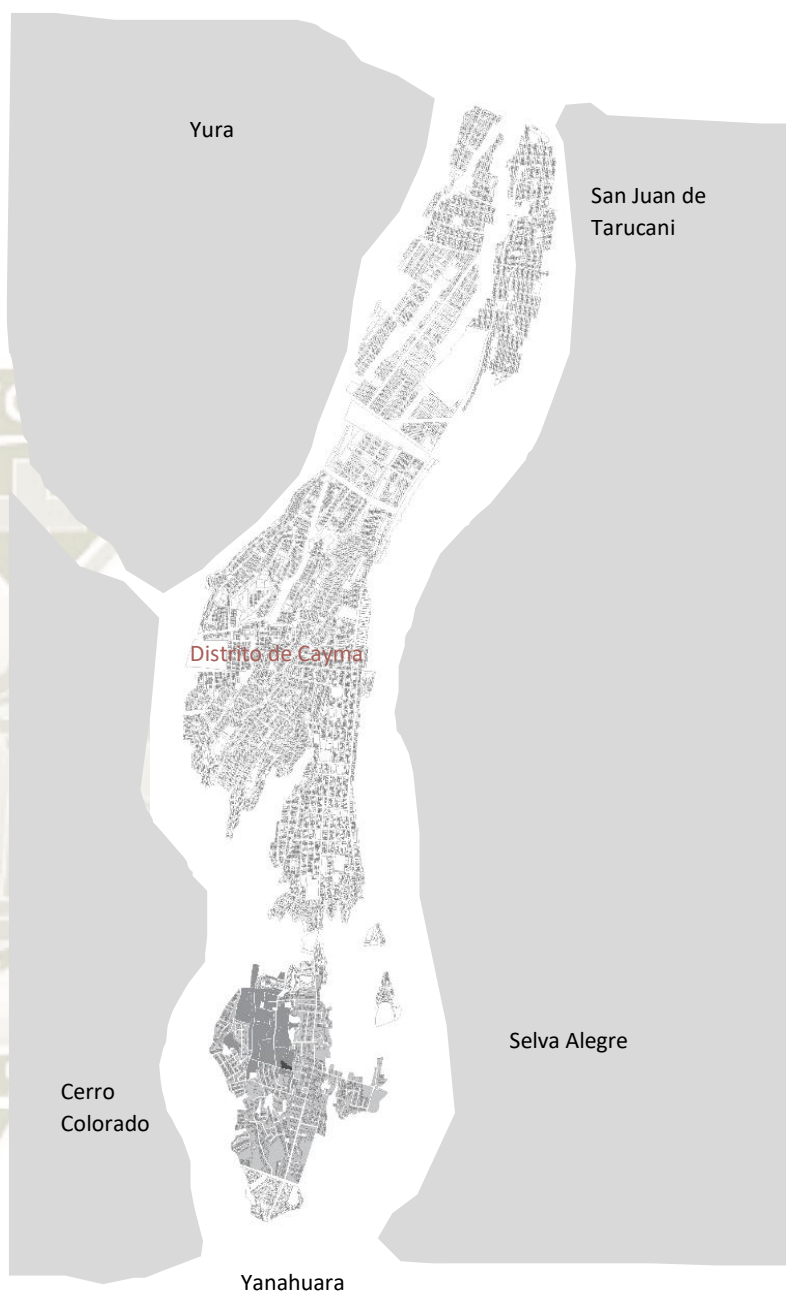 Yura
San Juan de
Tarucani
Distrito de Cayma
Selva Alegre
Cerro
Colorado
Yanahuara